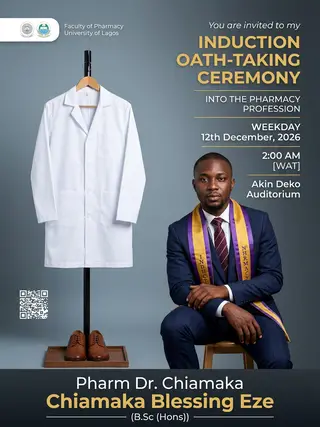 Faculty of Pharmacy
University of Lagos
You are invited to my
INDUCTION
OATH-TAKING
CEREMONY
INTO THE PHARMACY
PROFESSION
WEEKDAY
12th December, 2026
2:00 AM
[WAT]
Akin Deko
Auditorium
Pharm Dr. Chiamaka
Chiamaka Blessing Eze
(B.Sc (Hons))